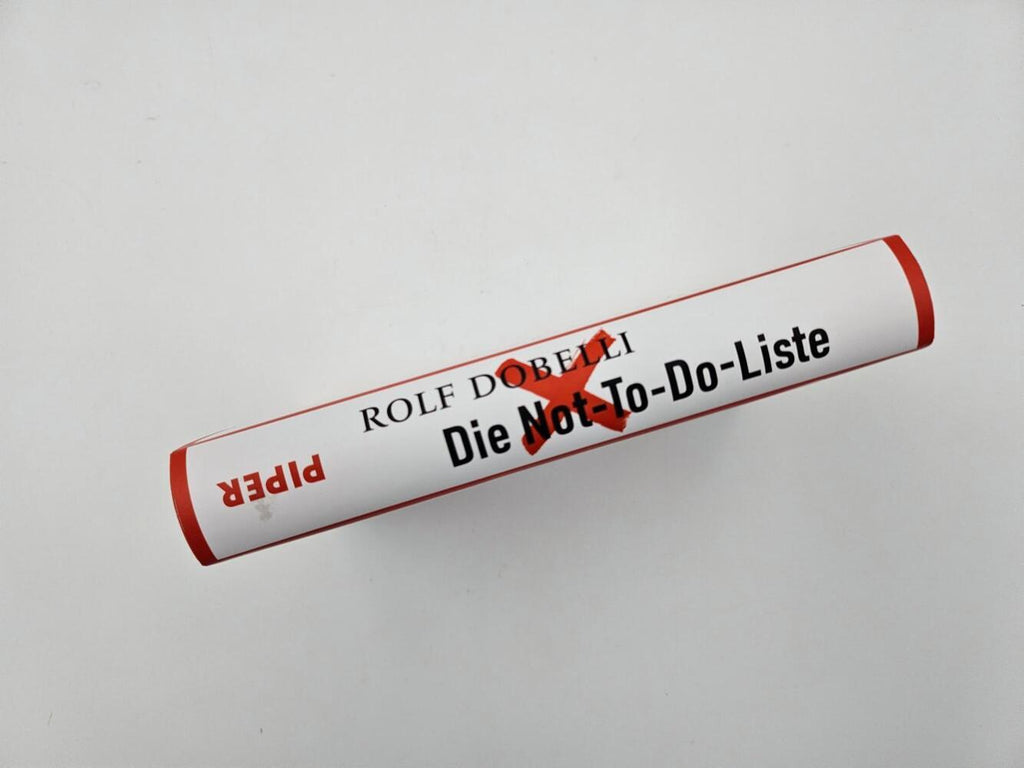 ROLF DOBELLI
Die Not-To-Do-Liste
PIPER